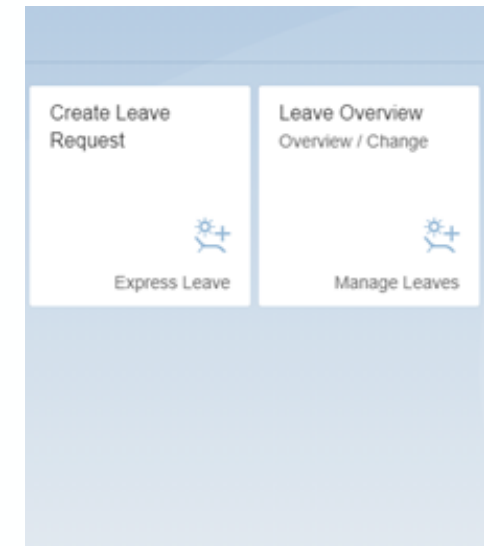 Create Leave
Request
Express Leave
Leave Overview
Overview / Change
Manage Leaves